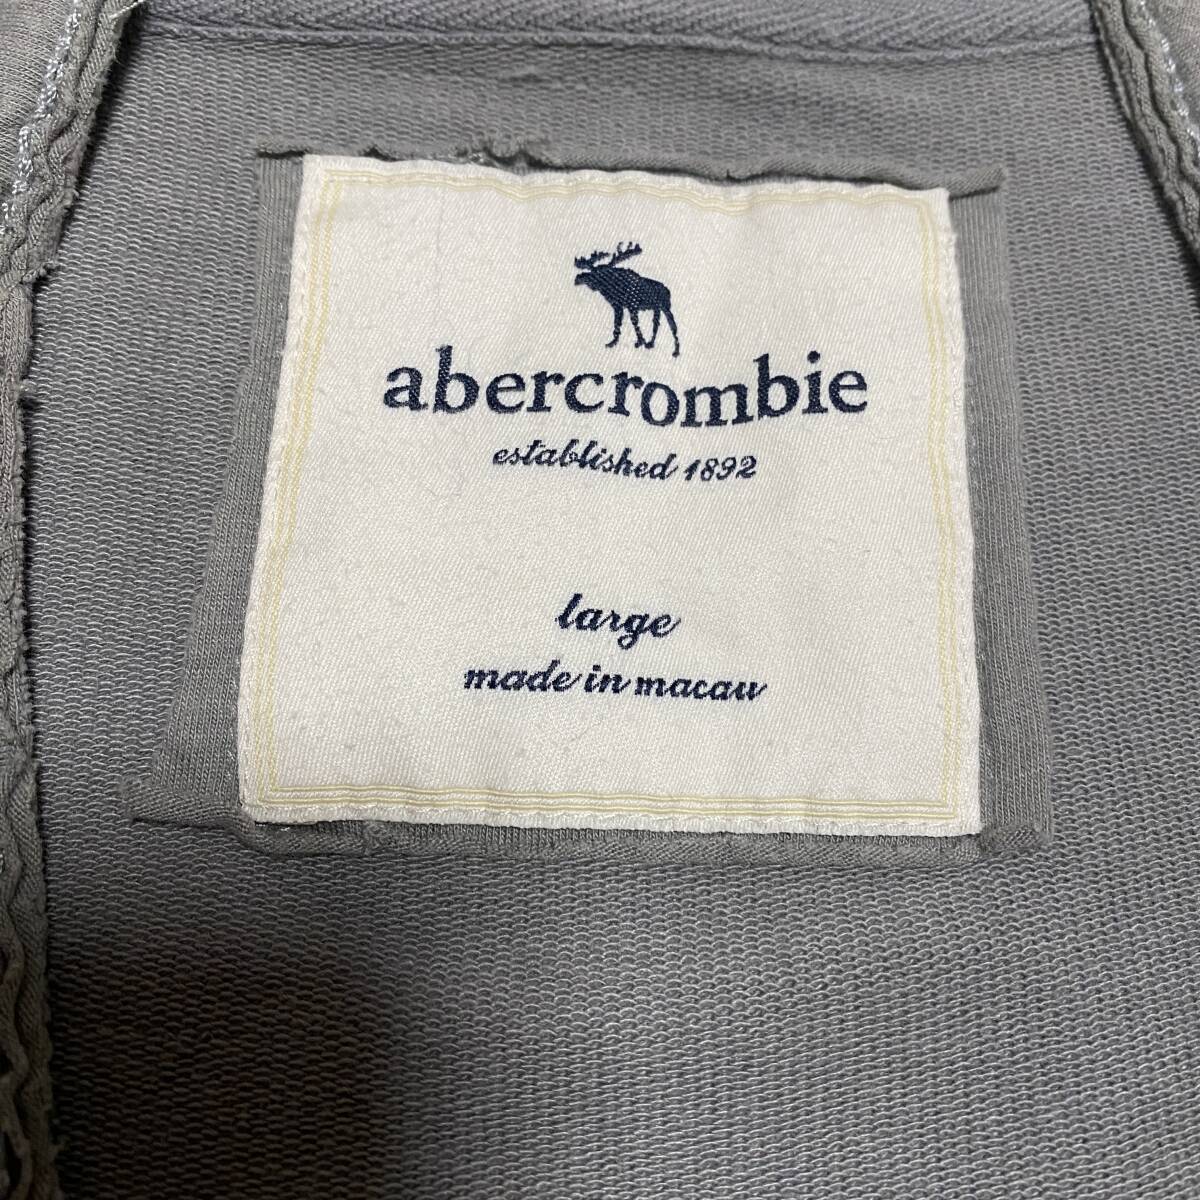 abercrombie
established 1892
large
made in macau